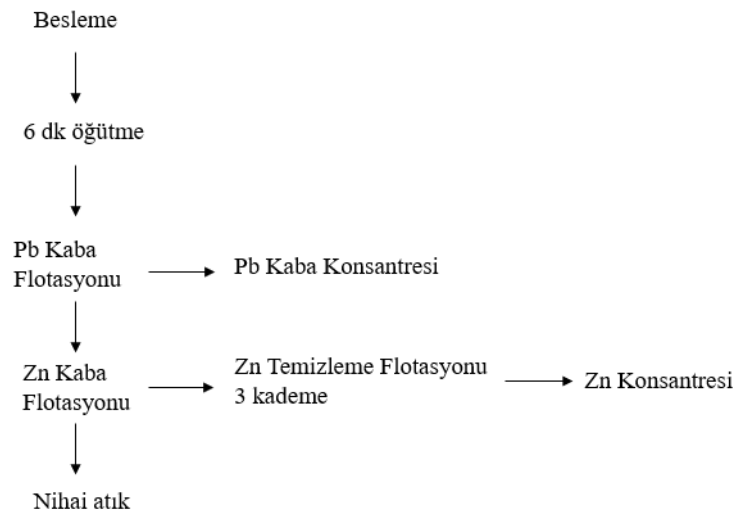 Besleme
6 dk öğütme
Pb Kaba
Flotasyonu
Pb Kaba Konsantresi
Zn Kaba
Flotasyonu
Zn Temizleme Flotasyonu
3 kademe
Zn Konsantresi
Nihai atık